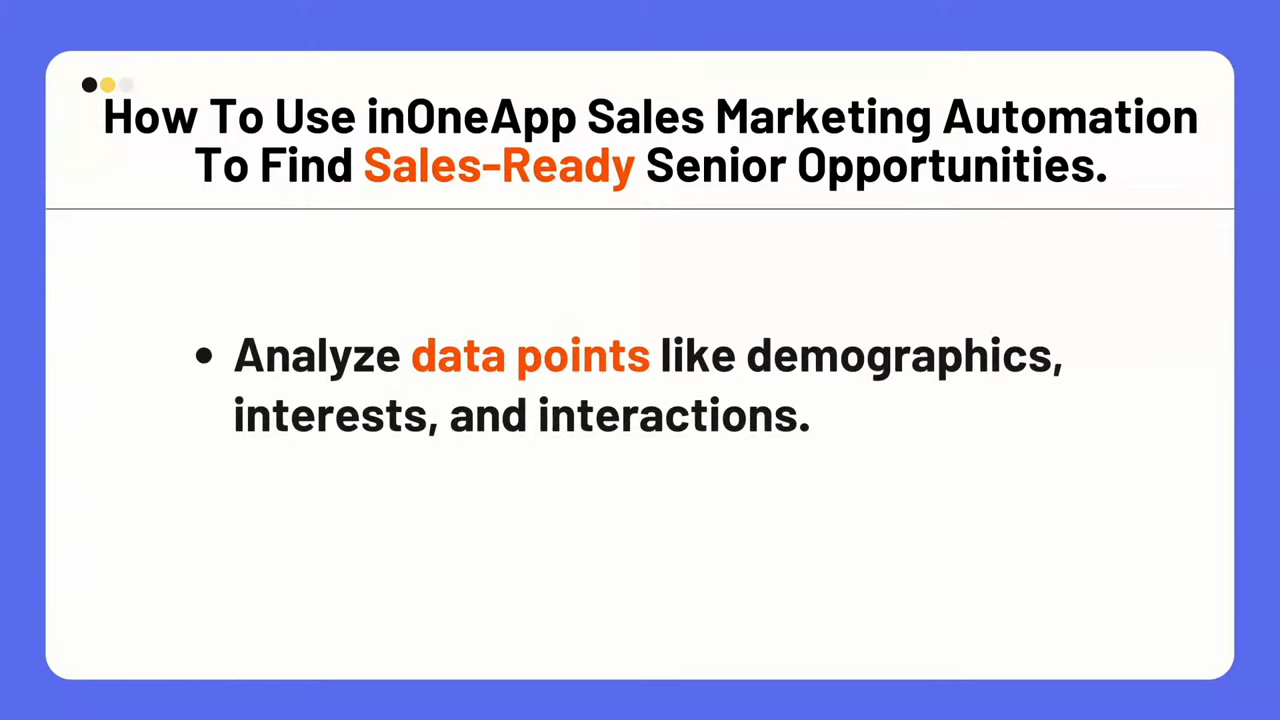 How To Use inOneApp Sales Marketing Automation
To Find Sales-Ready Senior Opportunities.
• Analyze data points like demographics,
interests, and interactions.